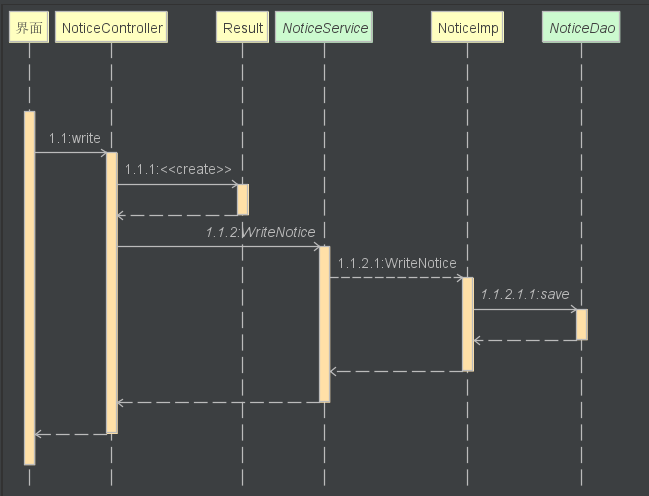 界面
NoticeController
Result
NoticeService
NoticeImp
NoticeDao
1.1:write
1.1.1:<<create>>
1.1.2:WriteNotice
1.1.2.1:WriteNotice
1.1.2.1.1:save